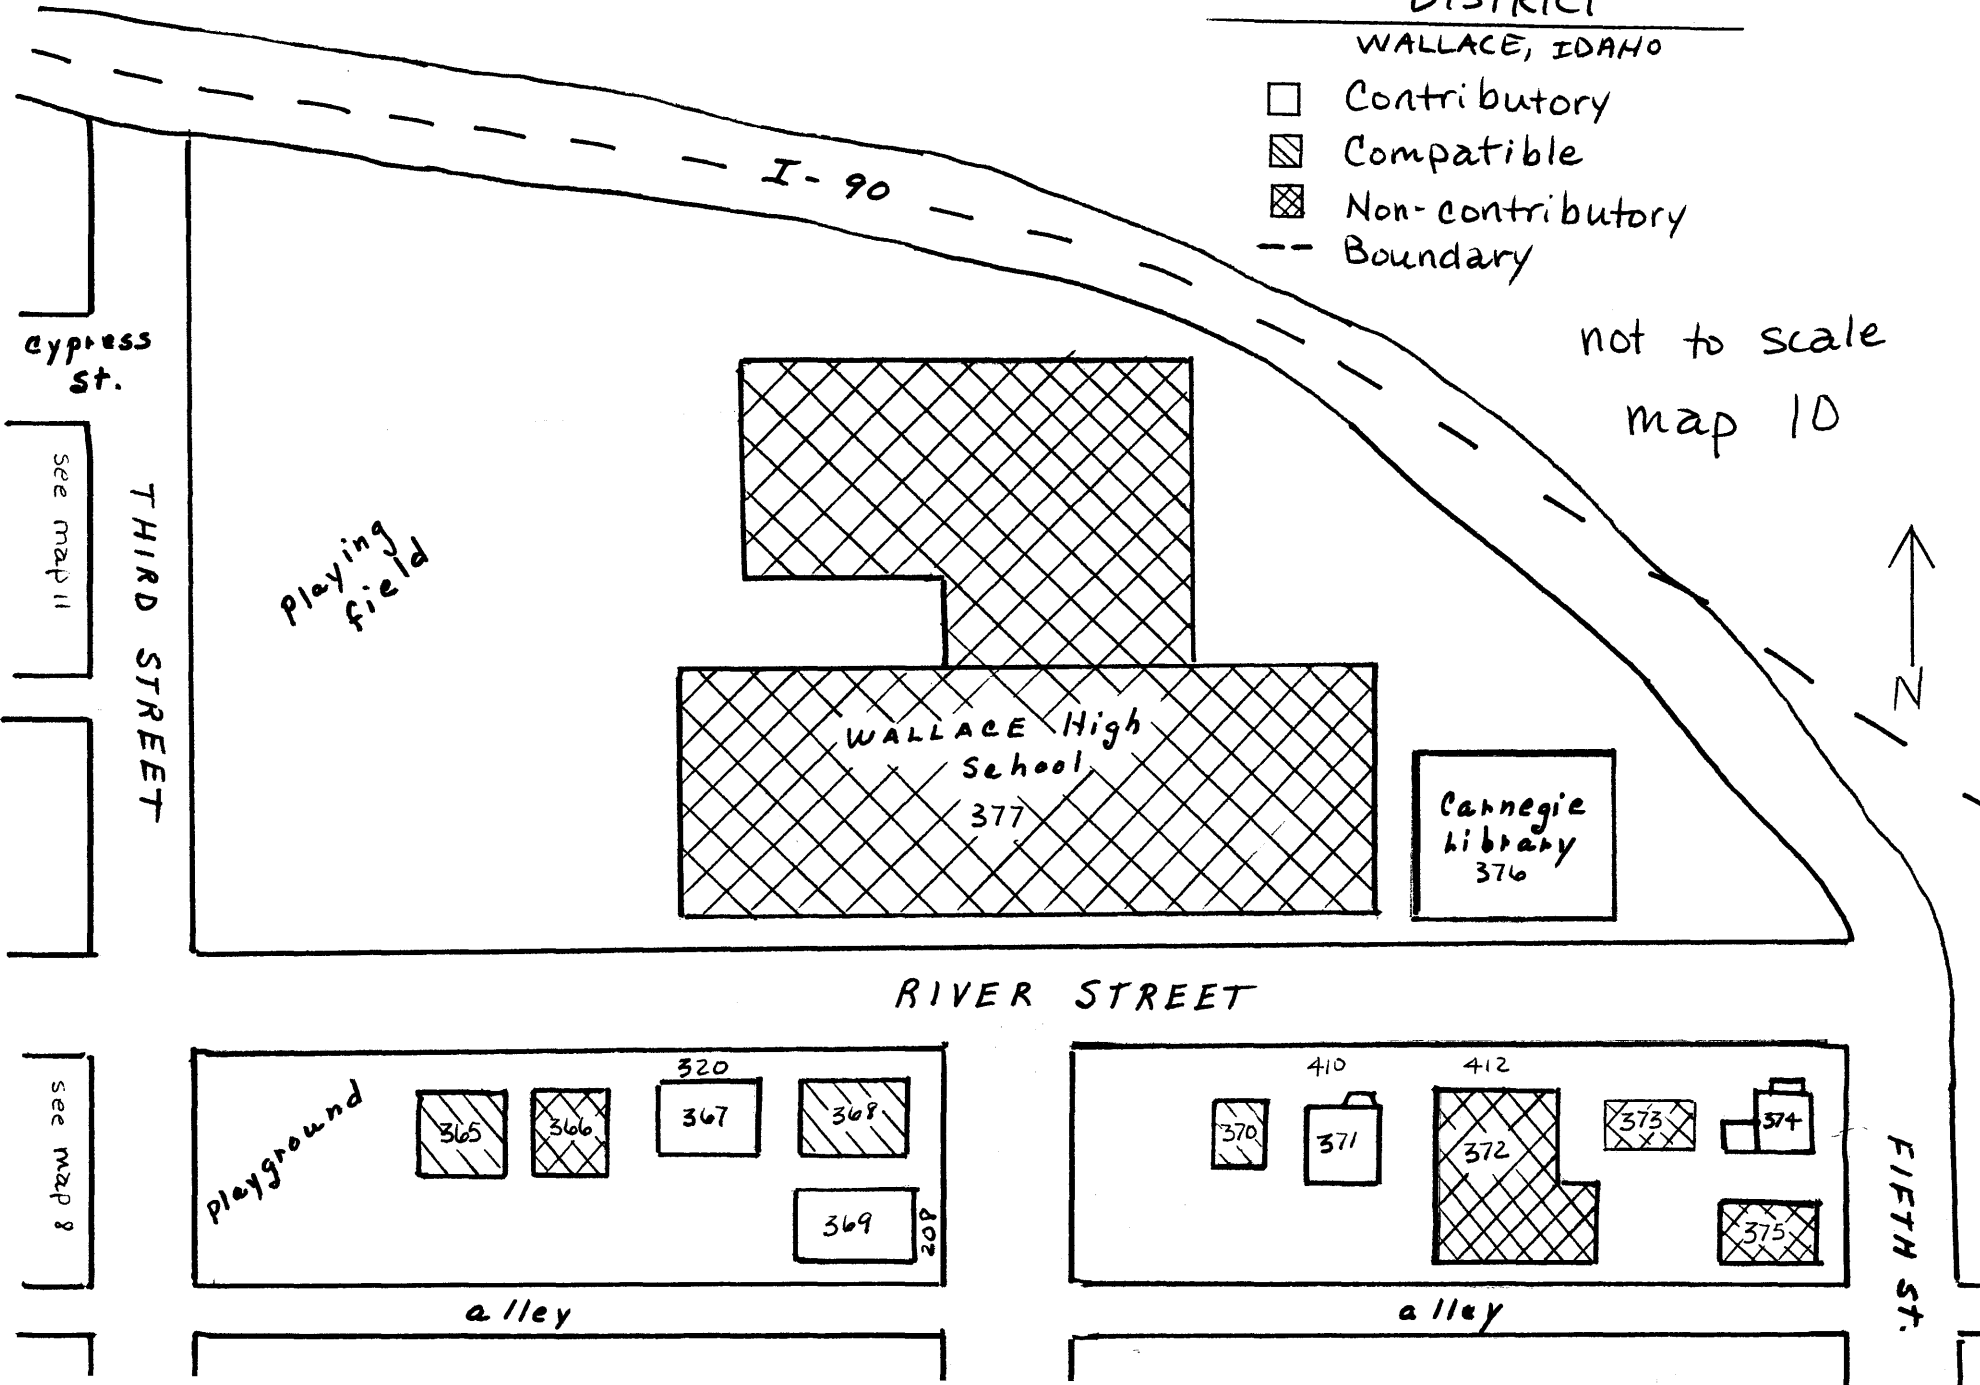 DISTRICT
WALLACE, IDAHO
Contributory
Compatible
Non-contributory
Boundary
I-90
not to scale
map 10
Cypress
St.
see map 11
THIRD STREET
Playing
field
N
WALLACE High
School
377
Carnegie
Library
376
RIVER STREET
see map 8
playground
320
410
412
365
366
367
368
369
208
370
371
372
373
374
375
FIFTH St.
alley
alley